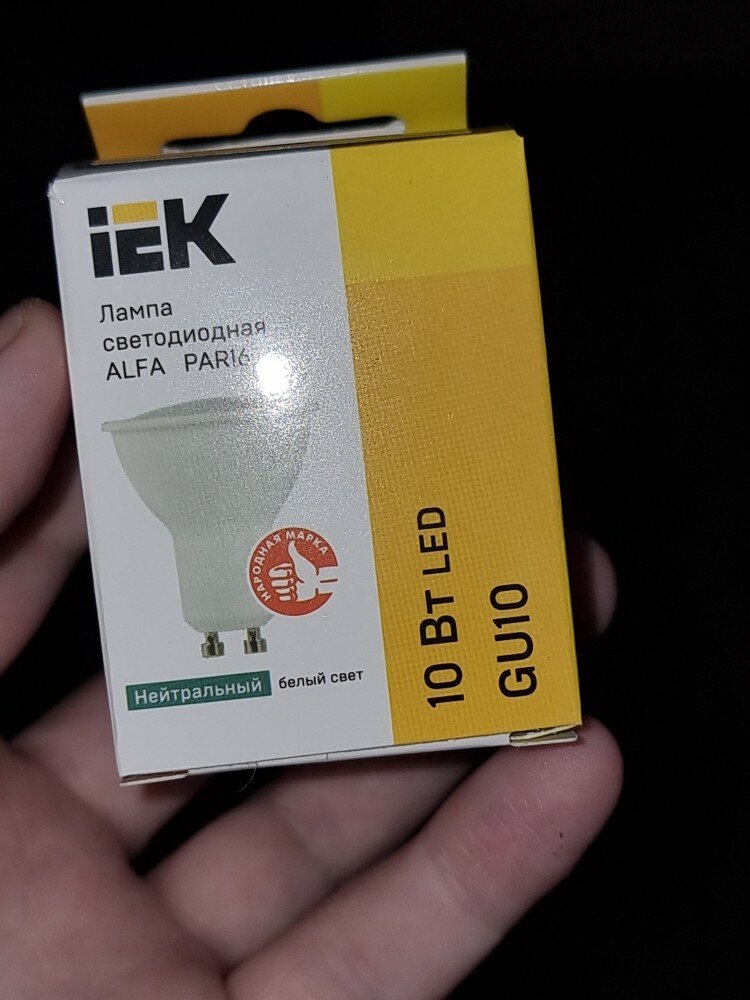 iEK
Лампа
светодиодная
ALFA PAR16
НАРОДНАЯ МАРКА
Нейтральный белый свет
10 Вт LED
GU10